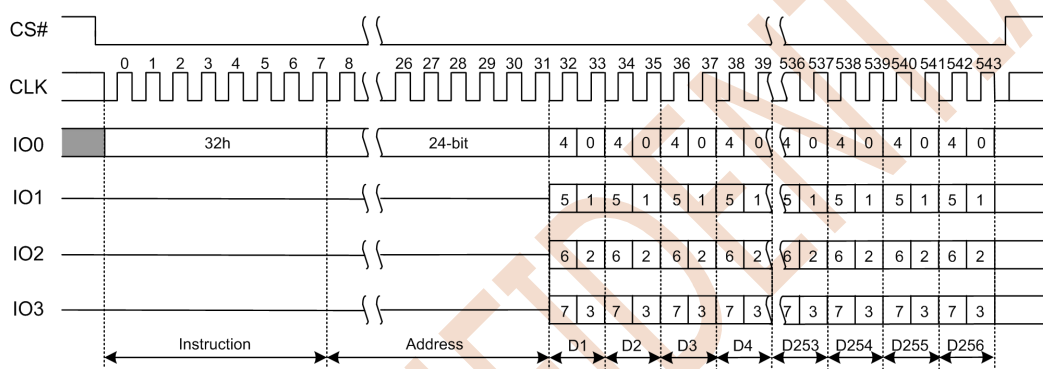 CS#
0 1 2 3 4 5 6 7 8 26 27 28 29 30 31 32 33 34 35 36 37 38 39 536 537 538 539 540 541 542 543
CLK
IO0 32h 24-bit 4 0 4 0 4 0 4 0 4 0 4 0 4 0 4 0
IO1 5 1 5 1 5 1 5 1 5 1 5 1 5 1 5 1
IO2 6 2 6 2 6 2 6 2 6 2 6 2 6 2 6 2
IO3 7 3 7 3 7 3 7 3 7 3 7 3 7 3 7 3
Instruction Address D1 D2 D3 D4 D253 D254 D255 D256